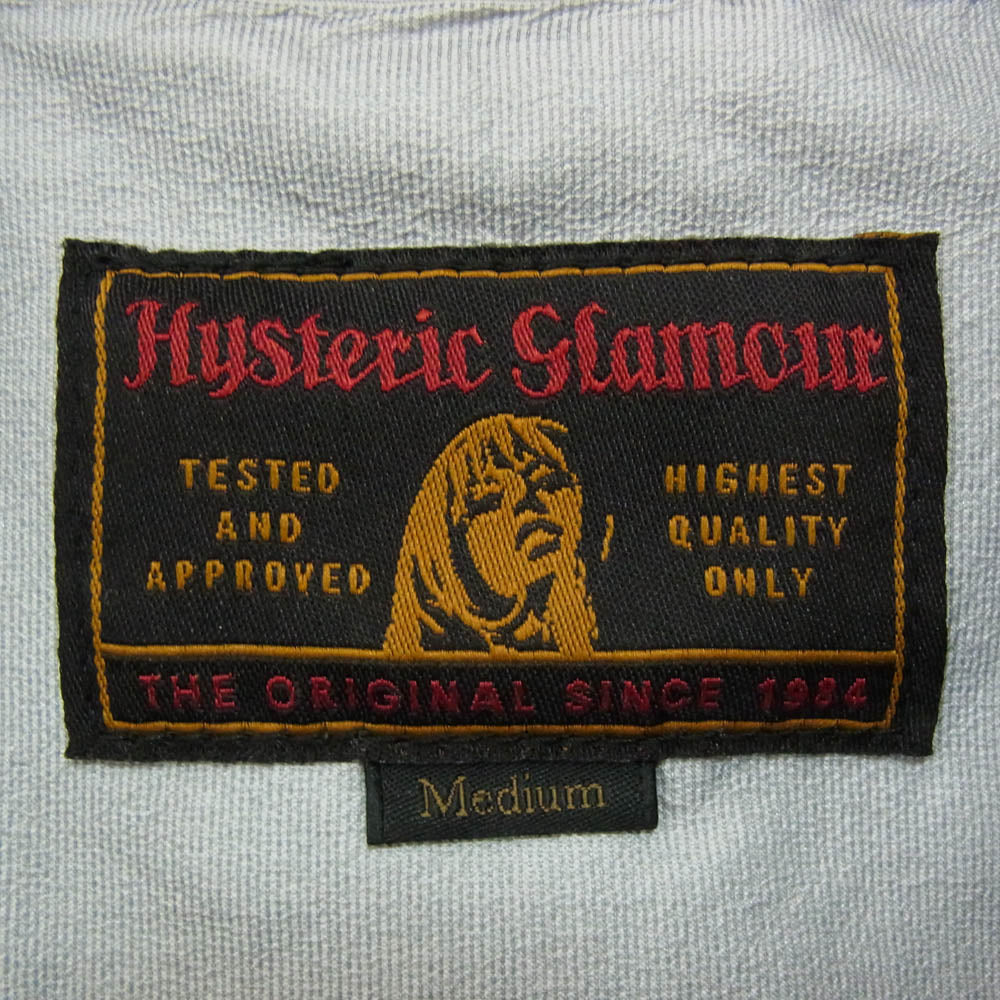 Hysteric Glamour
TESTED
AND
APPROVED
HIGHEST
QUALITY
ONLY
THE ORIGINAL SINCE 1984
Medium